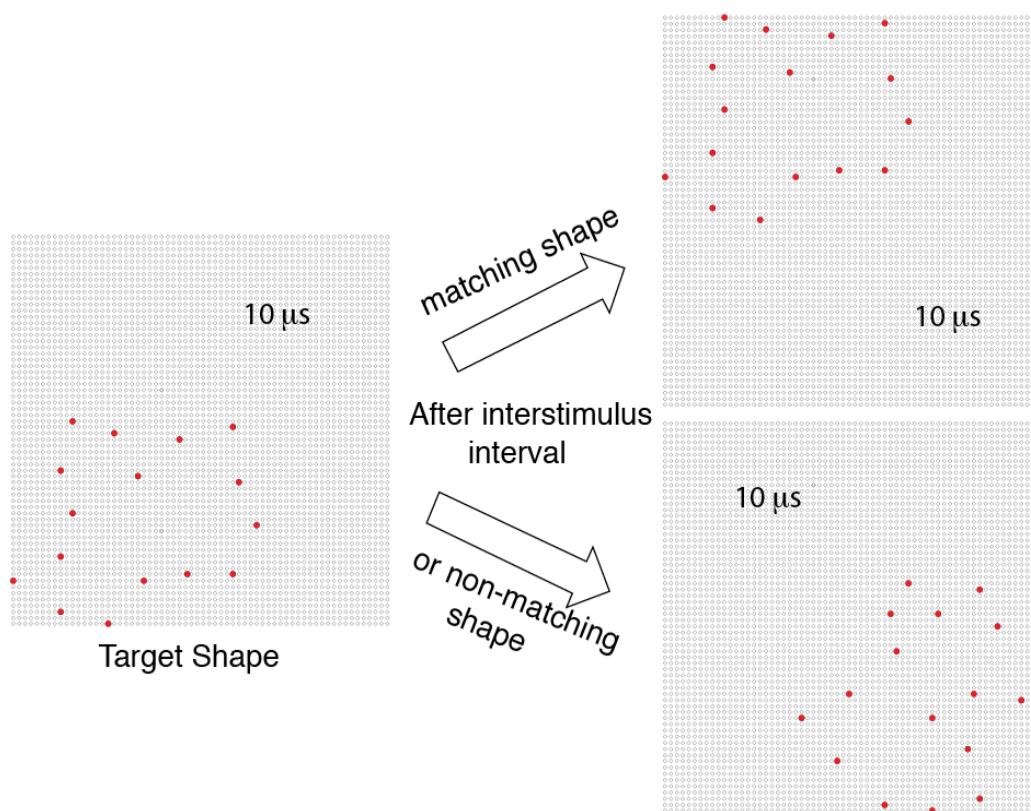 10 μs
Target Shape
matching shape
After interstimulus
interval
or non-matching
shape
10 μs
10 μs